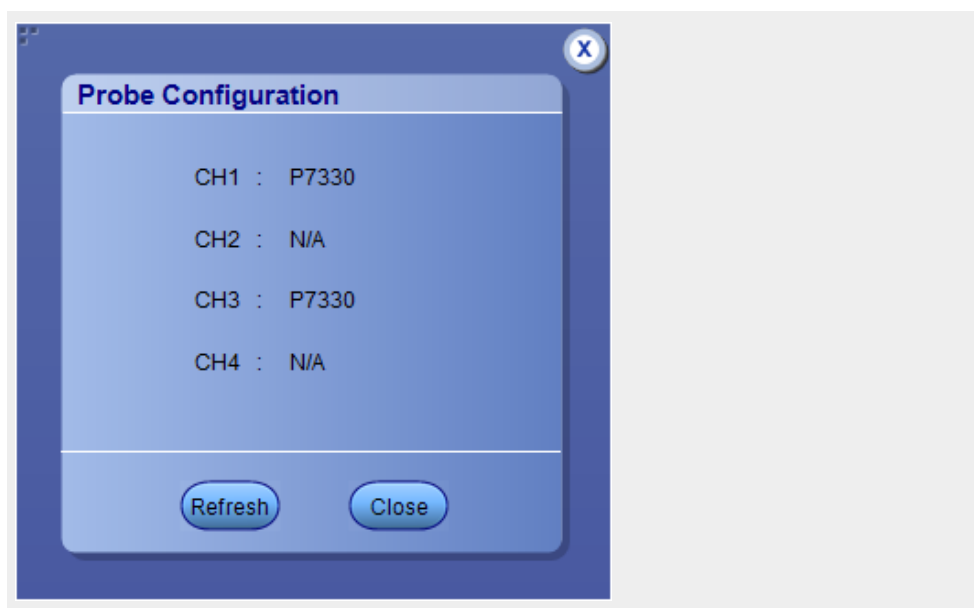 X
Probe Configuration
CH1 : P7330
CH2 : N/A
CH3 : P7330
CH4 : N/A
Refresh Close